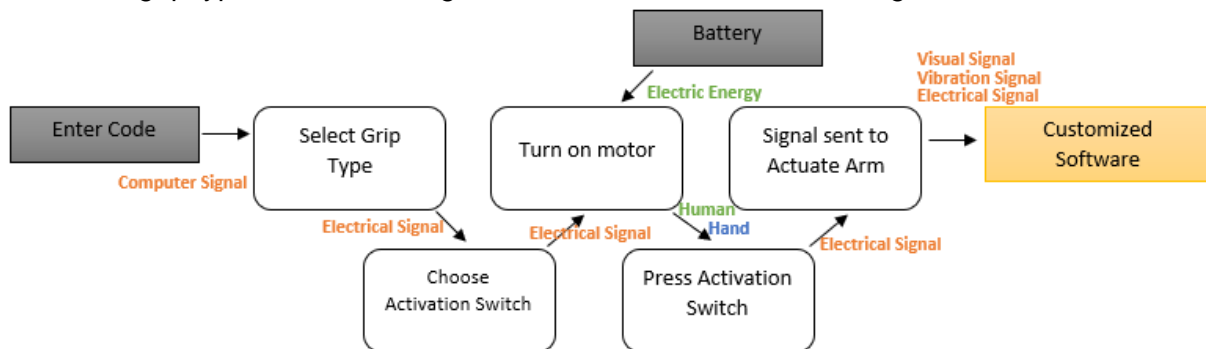 Battery
Visual Signal
Vibration Signal
Electrical Signal
Electric Energy
Enter Code
Select Grip
Type
Turn on motor
Signal sent to
Actuate Arm
Customized
Software
Computer Signal
Electrical Signal
Electrical Signal
Human
Hand
Electrical Signal
Choose
Activation Switch
Press Activation
Switch